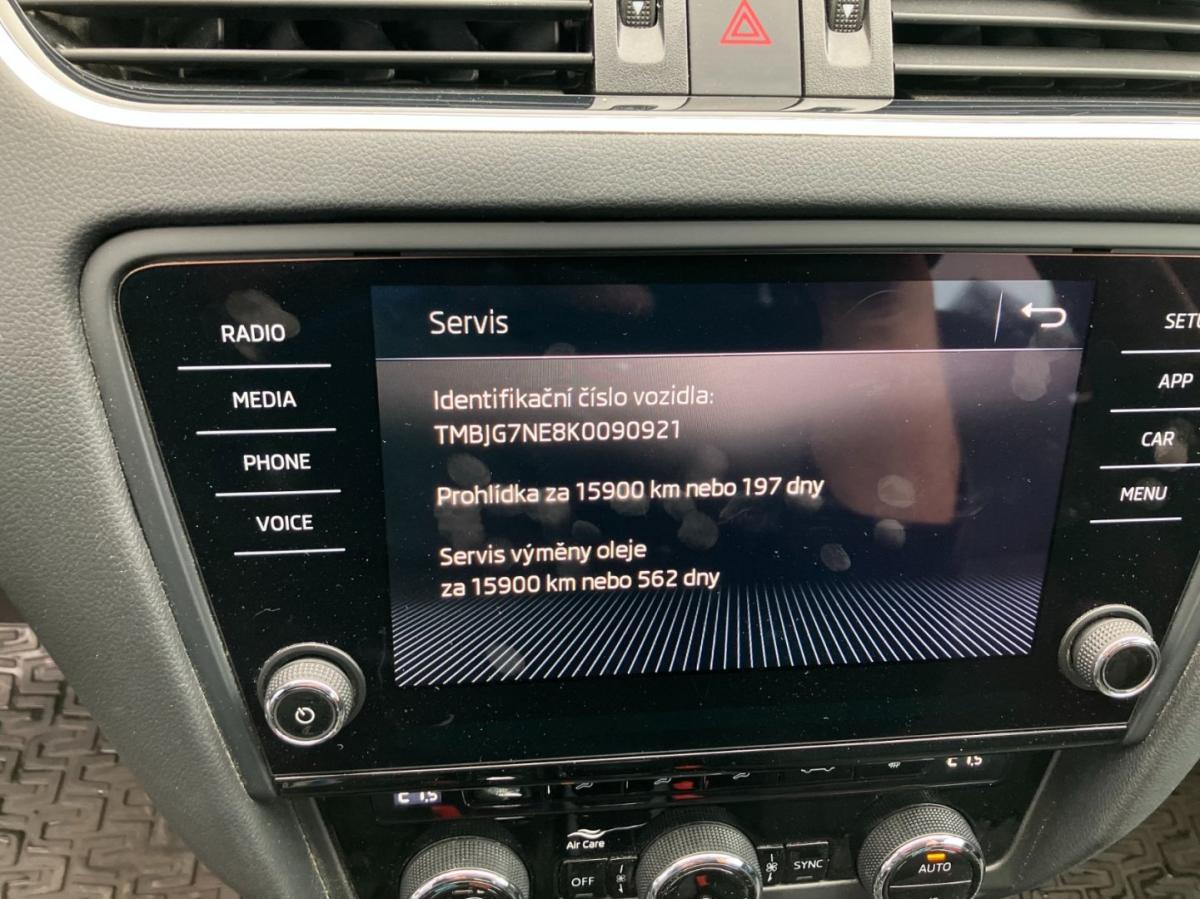 RADIO
MEDIA
PHONE
VOICE
Servis
Identifikační číslo vozidla:
TMBJG7NE8K0090921
Prohlídka za 15900 km nebo 197 dny
Servis výměny oleje
za 15900 km nebo 562 dny
SETU
APP
CAR
MENU
Air Care
OFF
SYNC
AUTO